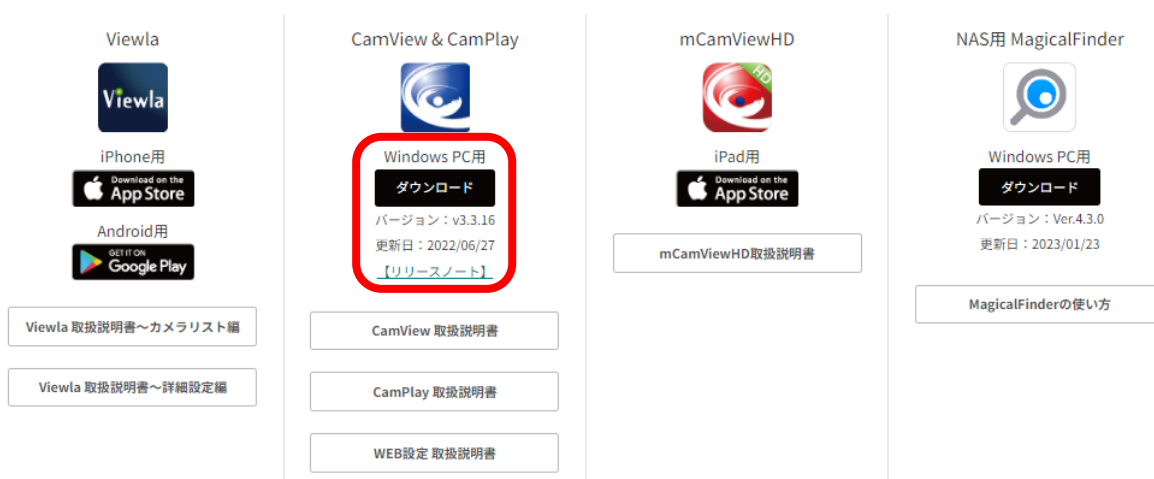 Viewla
Viewla
iPhone用
Download on the
App Store
Android用
GET IT ON
Google Play
Viewla 取扱説明書～カメラリスト編
Viewla 取扱説明書～詳細設定編
CamView & CamPlay
Windows PC用
ダウンロード
バージョン：v3.3.16
更新日：2022/06/27
【リリースノート】
CamView 取扱説明書
CamPlay 取扱説明書
WEB設定 取扱説明書
mCamViewHD
HD
iPad用
Download on the
App Store
mCamViewHD取扱説明書
NAS用 MagicalFinder
Windows PC用
ダウンロード
バージョン：Ver.4.3.0
更新日：2023/01/23
MagicalFinderの使い方